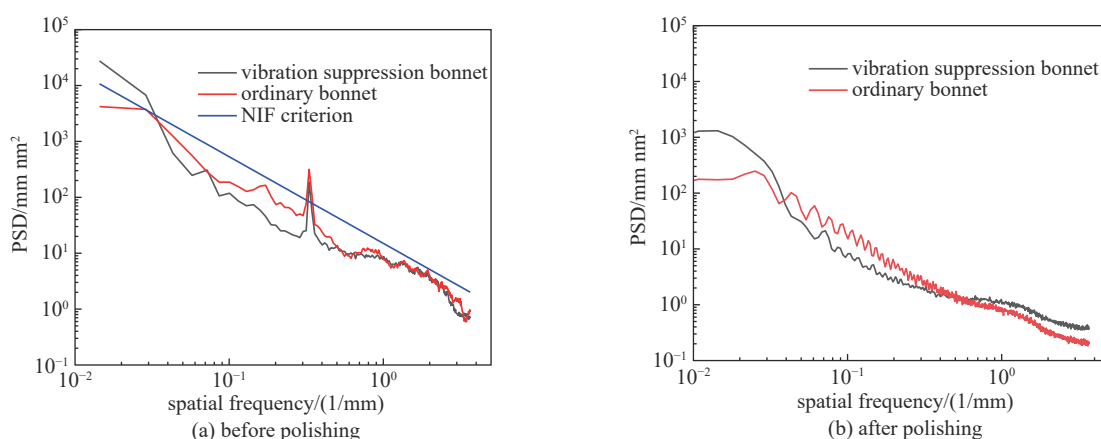 10^5
10^4
10^3
10^2
10^1
10^0
10^−1
PSD/mm nm^2
vibration suppression bonnet
ordinary bonnet
NIF criterion
10^−2
10^−1
10^0
spatial frequency/(1/mm)
(a) before polishing
10^5
10^4
10^3
10^2
10^1
10^0
10^−1
PSD/mm nm^2
vibration suppression bonnet
ordinary bonnet
10^−2
10^−1
10^0
spatial frequency/(1/mm)
(b) after polishing